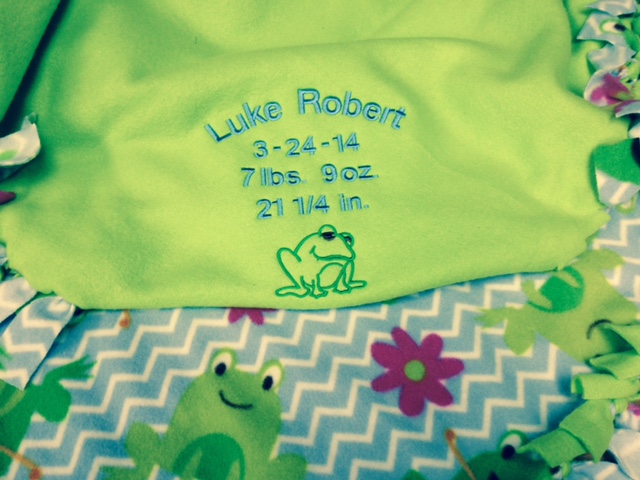 Luke Robert
3-24-14
7 lbs. 9 oz.
21 1/4 in.